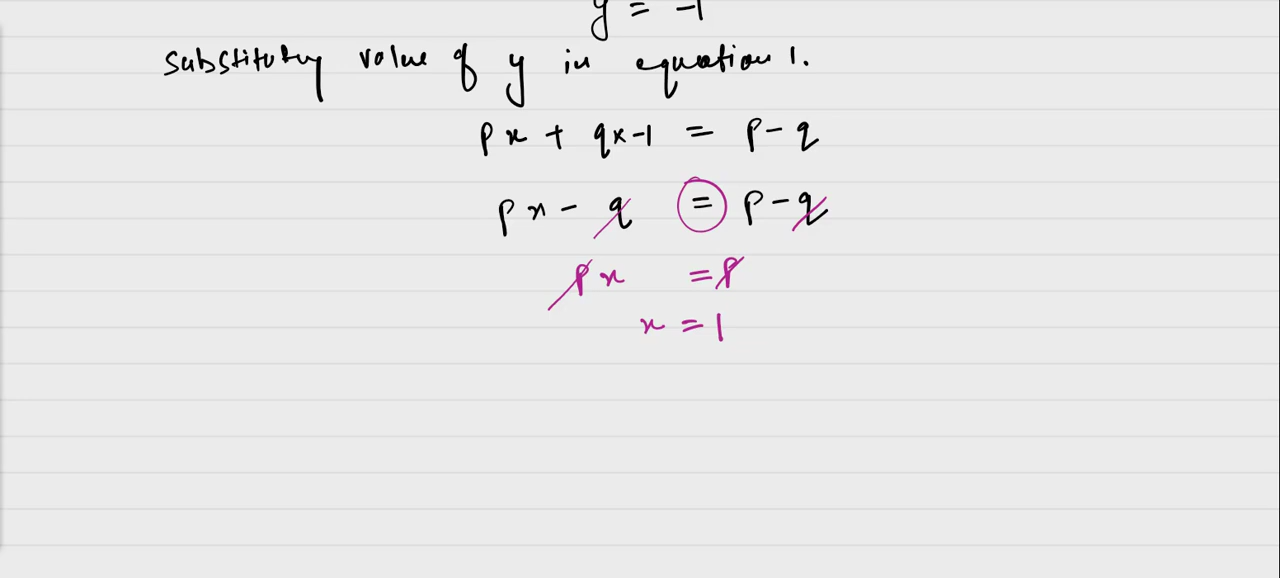 y = -1
substituting value of y in equation 1.
px + qx-1 = p-q
px - q = p-q
px = p
x = 1